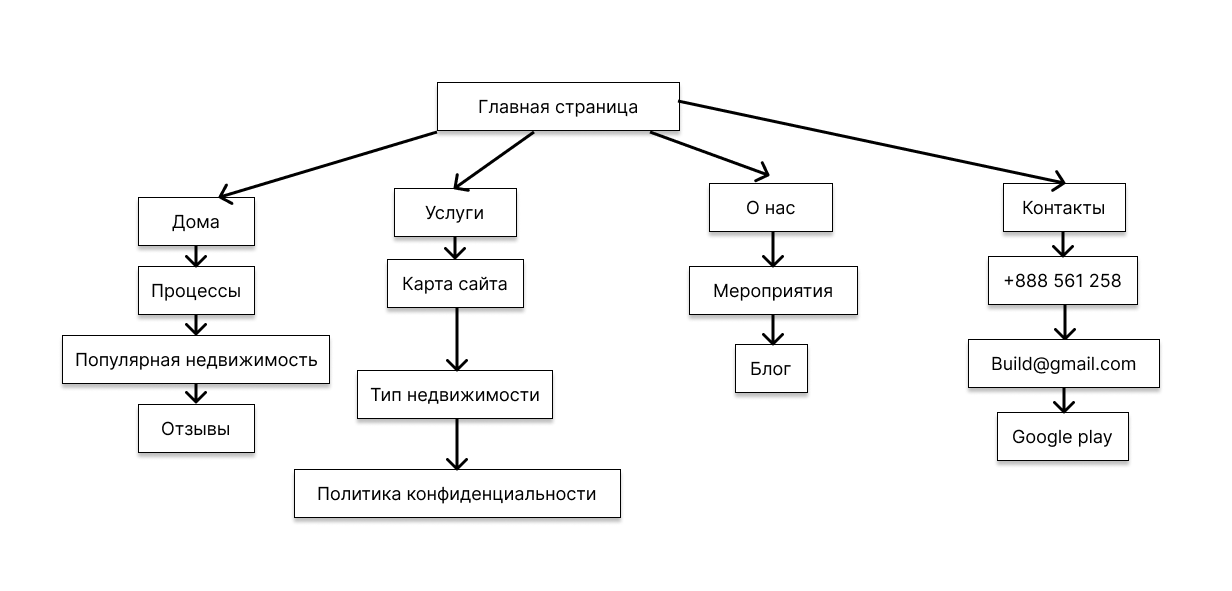 Главная страница
Дома
Процессы
Популярная недвижимость
Отзывы
Услуги
Карта сайта
Тип недвижимости
Политика конфиденциальности
О нас
Мероприятия
Блог
Контакты
+888 561 258
Build@gmail.com
Google play